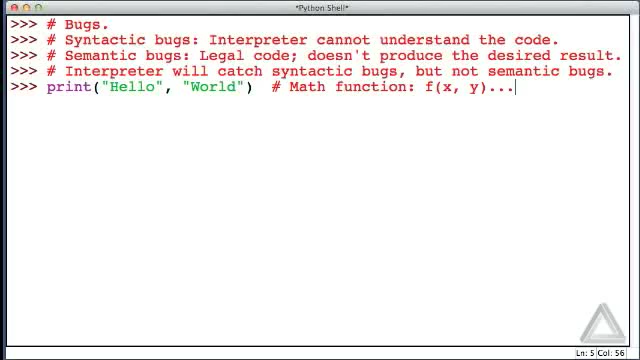 *Python Shell*
>>> # Bugs.
>>> # Syntactic bugs: Interpreter cannot understand the code.
>>> # Semantic bugs: Legal code; doesn't produce the desired result.
>>> # Interpreter will catch syntactic bugs, but not semantic bugs.
>>> print("Hello", "World")  # Math function: f(x, y)...
Ln: 5 Col: 56